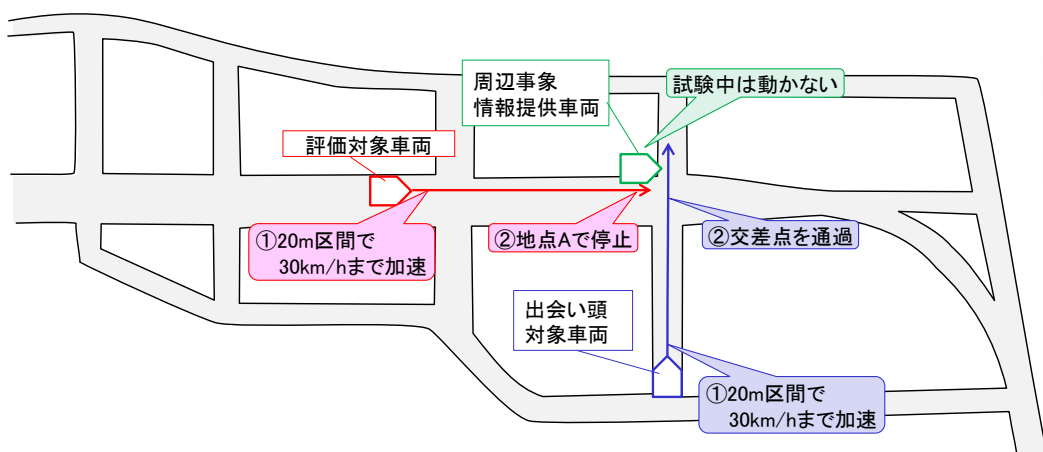 周辺事象
情報提供車両
試験中は動かない
評価対象車両
①20m区間で
30km/hまで加速
②地点Aで停止
②交差点を通過
出会い頭
対象車両
①20m区間で
30km/hまで加速